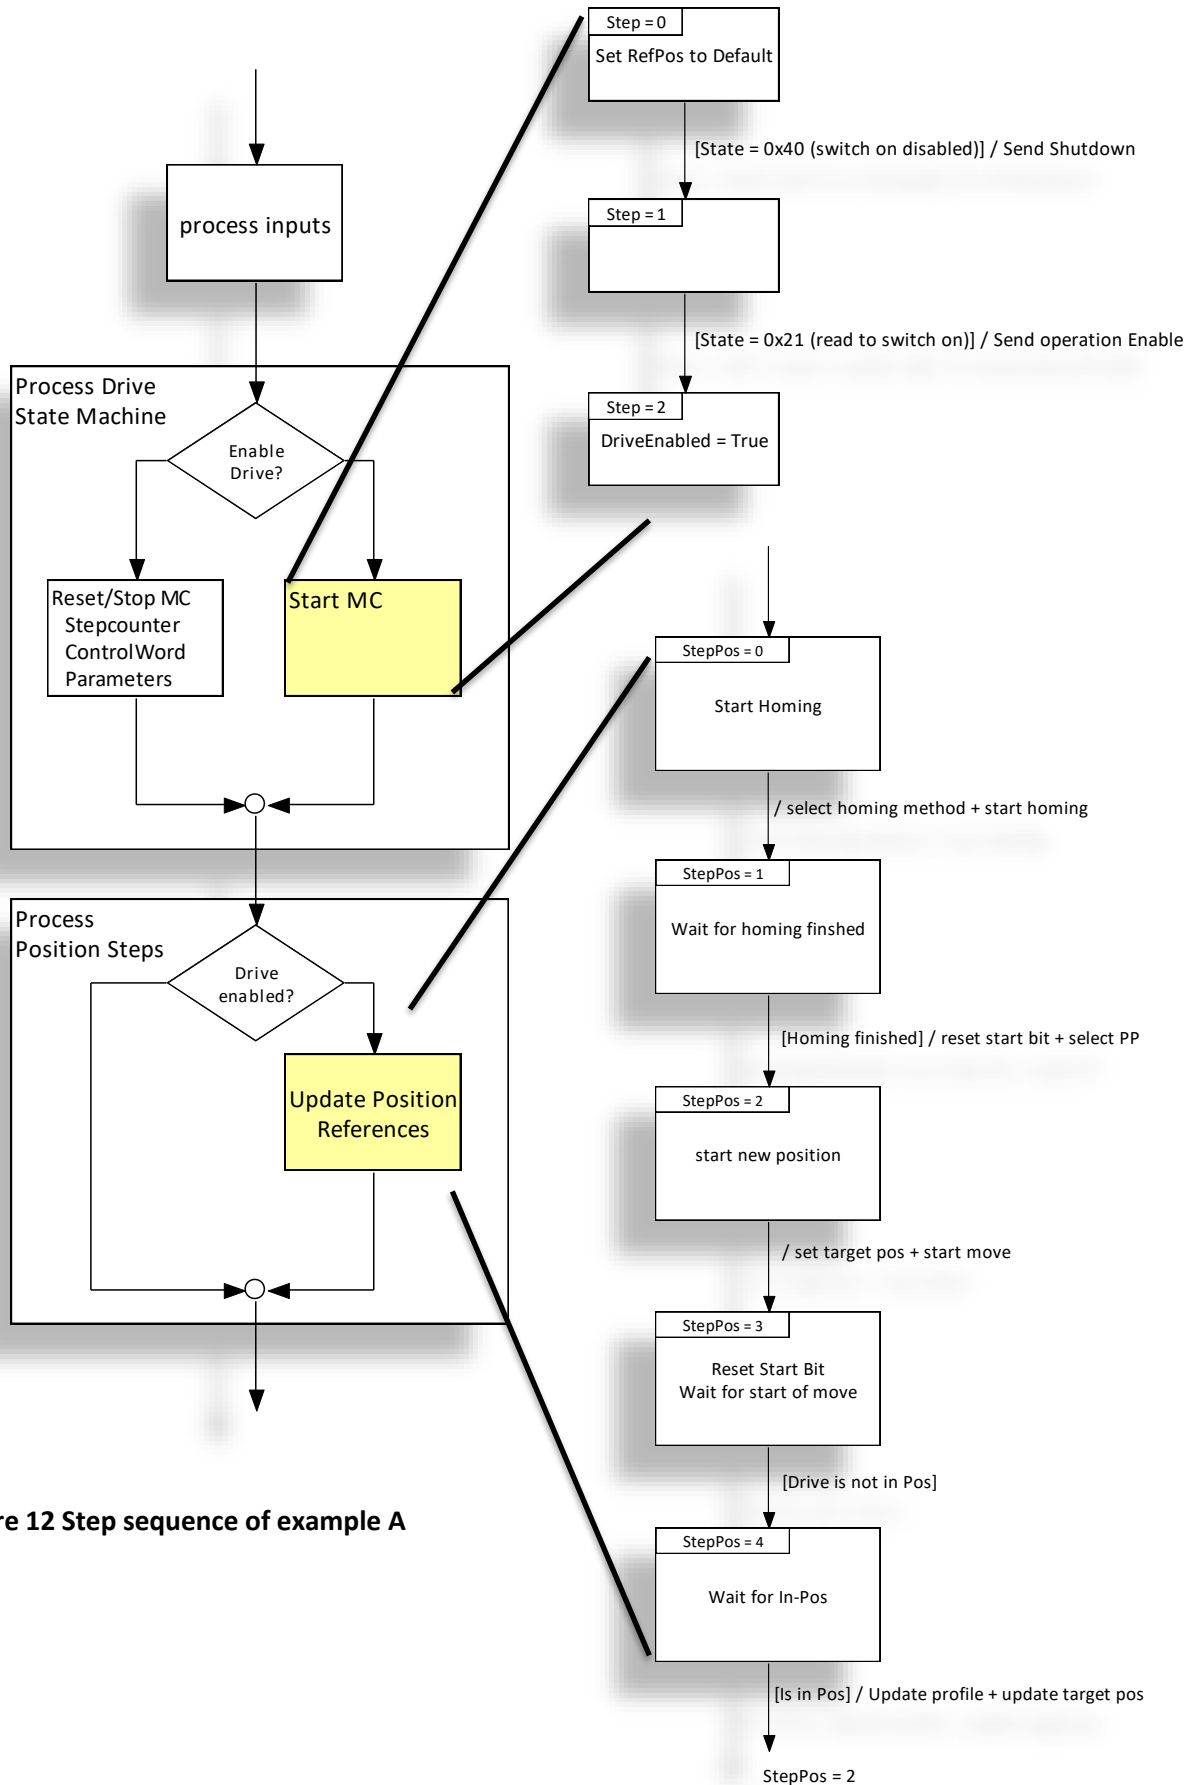 process inputs
Process Drive
State Machine
Enable
Drive?
Reset/Stop MC
Stepcounter
ControlWord
Parameters
Start MC
Process
Position Steps
Drive
enabled?
Update Position
References
re 12 Step sequence of example A
Step = 0
Set RefPos to Default
[State = 0x40 (switch on disabled)] / Send Shutdown
Step = 1
[State = 0x21 (read to switch on)] / Send operation Enable
Step = 2
DriveEnabled = True
StepPos = 0
Start Homing
/ select homing method + start homing
StepPos = 1
Wait for homing finshed
[Homing finished] / reset start bit + select PP
StepPos = 2
start new position
/ set target pos + start move
StepPos = 3
Reset Start Bit
Wait for start of move
[Drive is not in Pos]
StepPos = 4
Wait for In-Pos
[Is in Pos] / Update profile + update target pos
StepPos = 2